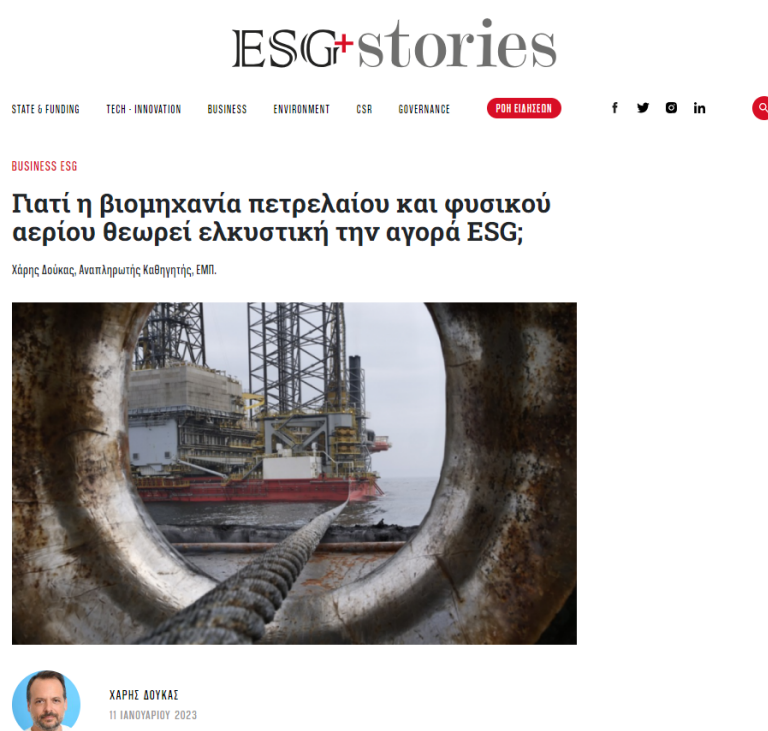 ESG+stories
STATE & FUNDING TECH - INNOVATION BUSINESS ENVIRONMENT CSR GOVERNANCE ΡΟΗ ΕΙΔΗΣΕΩΝ
BUSINESS ESG
Γιατί η βιομηχανία πετρελαίου και φυσικού
αερίου θεωρεί ελκυστική την αγορά ESG;
Χάρης Δούκας, Αναπληρωτής Καθηγητής, ΕΜΠ.
ΧΑΡΗΣ ΔΟΥΚΑΣ
11 ΙΑΝΟΥΑΡΙΟΥ 2023